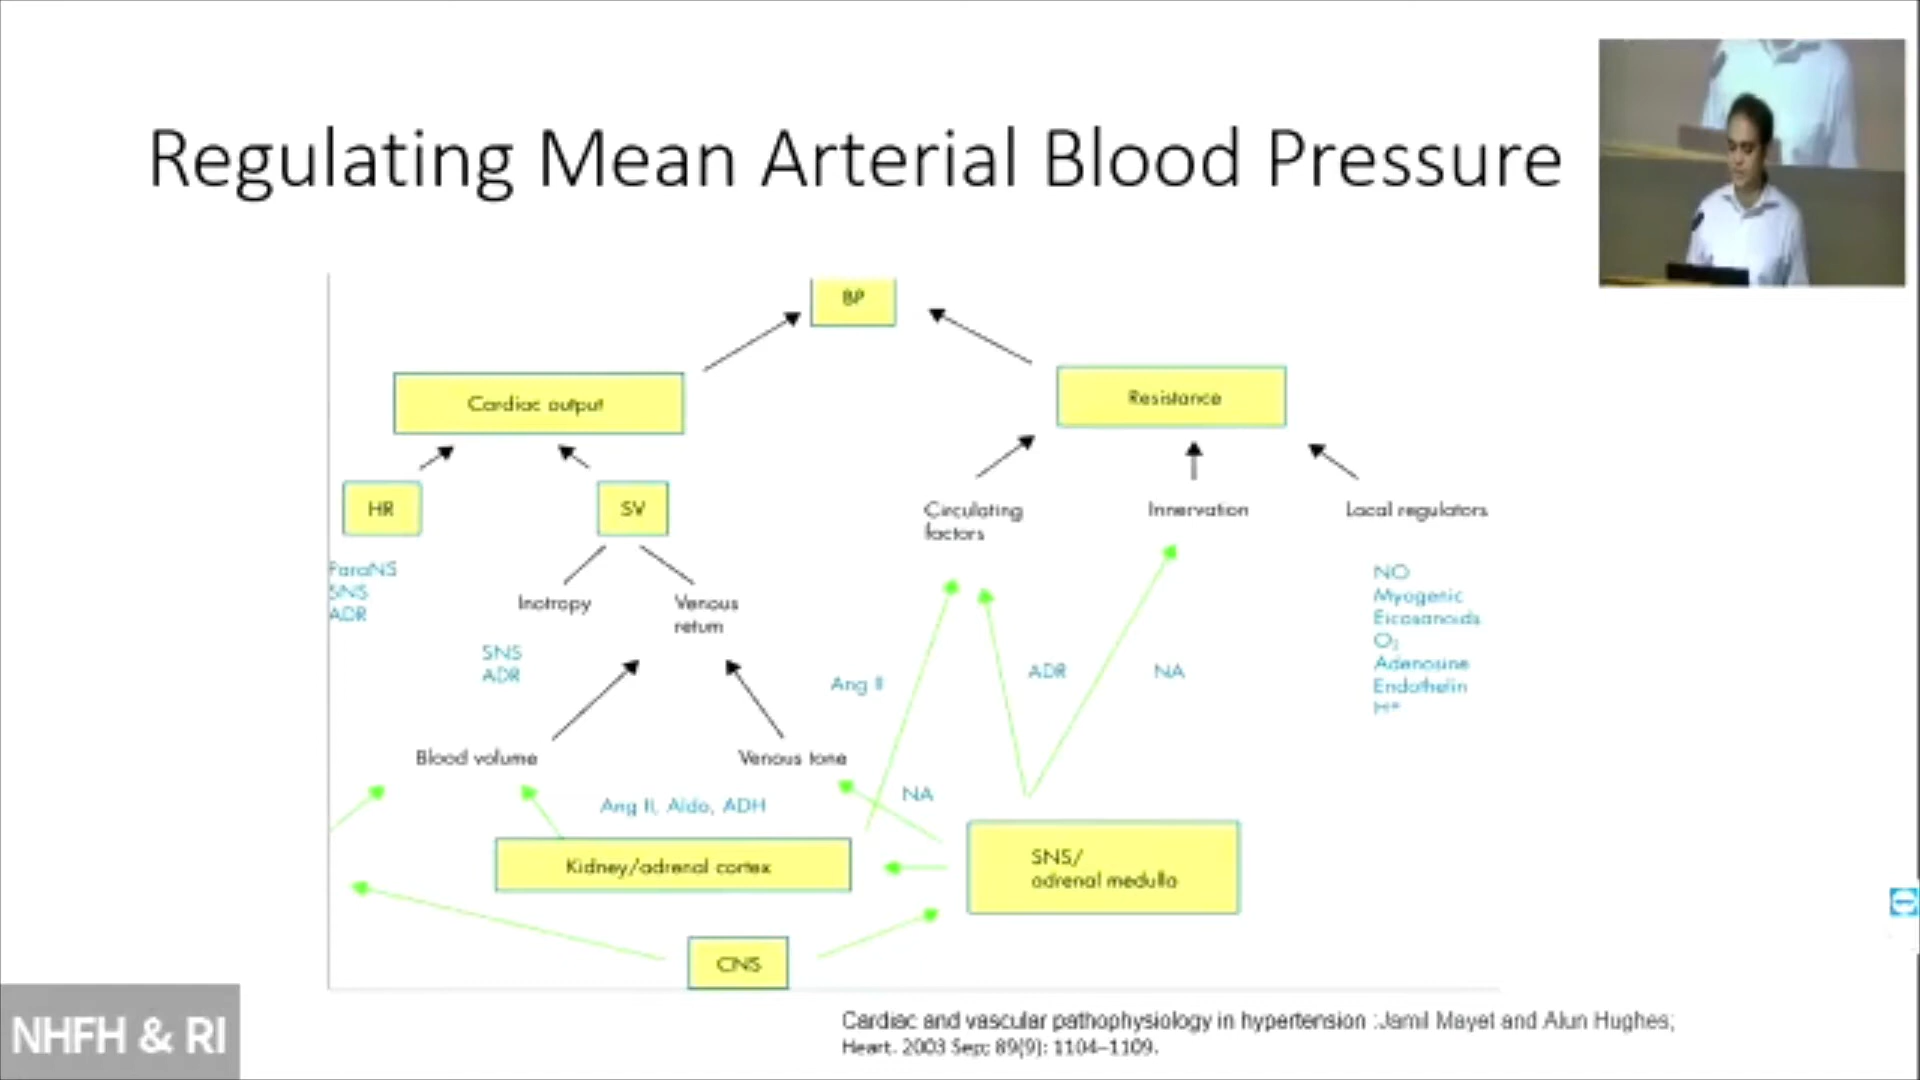 Regulating Mean Arterial Blood Pressure
BP
Cardiac output
Resistance
HR
SV
Circulating
factors
Innervation
Local regulators
ParaNS
SNS
ADR
Inotropy
Venous
return
NO
Myogenic
Eicosanoids
O₂
Adenosine
Endothelin
H+
SNS
ADR
Ang II
ADR
NA
Blood volume
Venous tone
Ang II, Aldo, ADH
NA
Kidney/adrenal cortex
SNS/
adrenal medulla
CNS
NHFH & RI
Cardiac and vascular pathophysiology in hypertension :Jamil Mayet and Alun Hughes;
Heart. 2003 Sep; 89(9): 1104–1109.